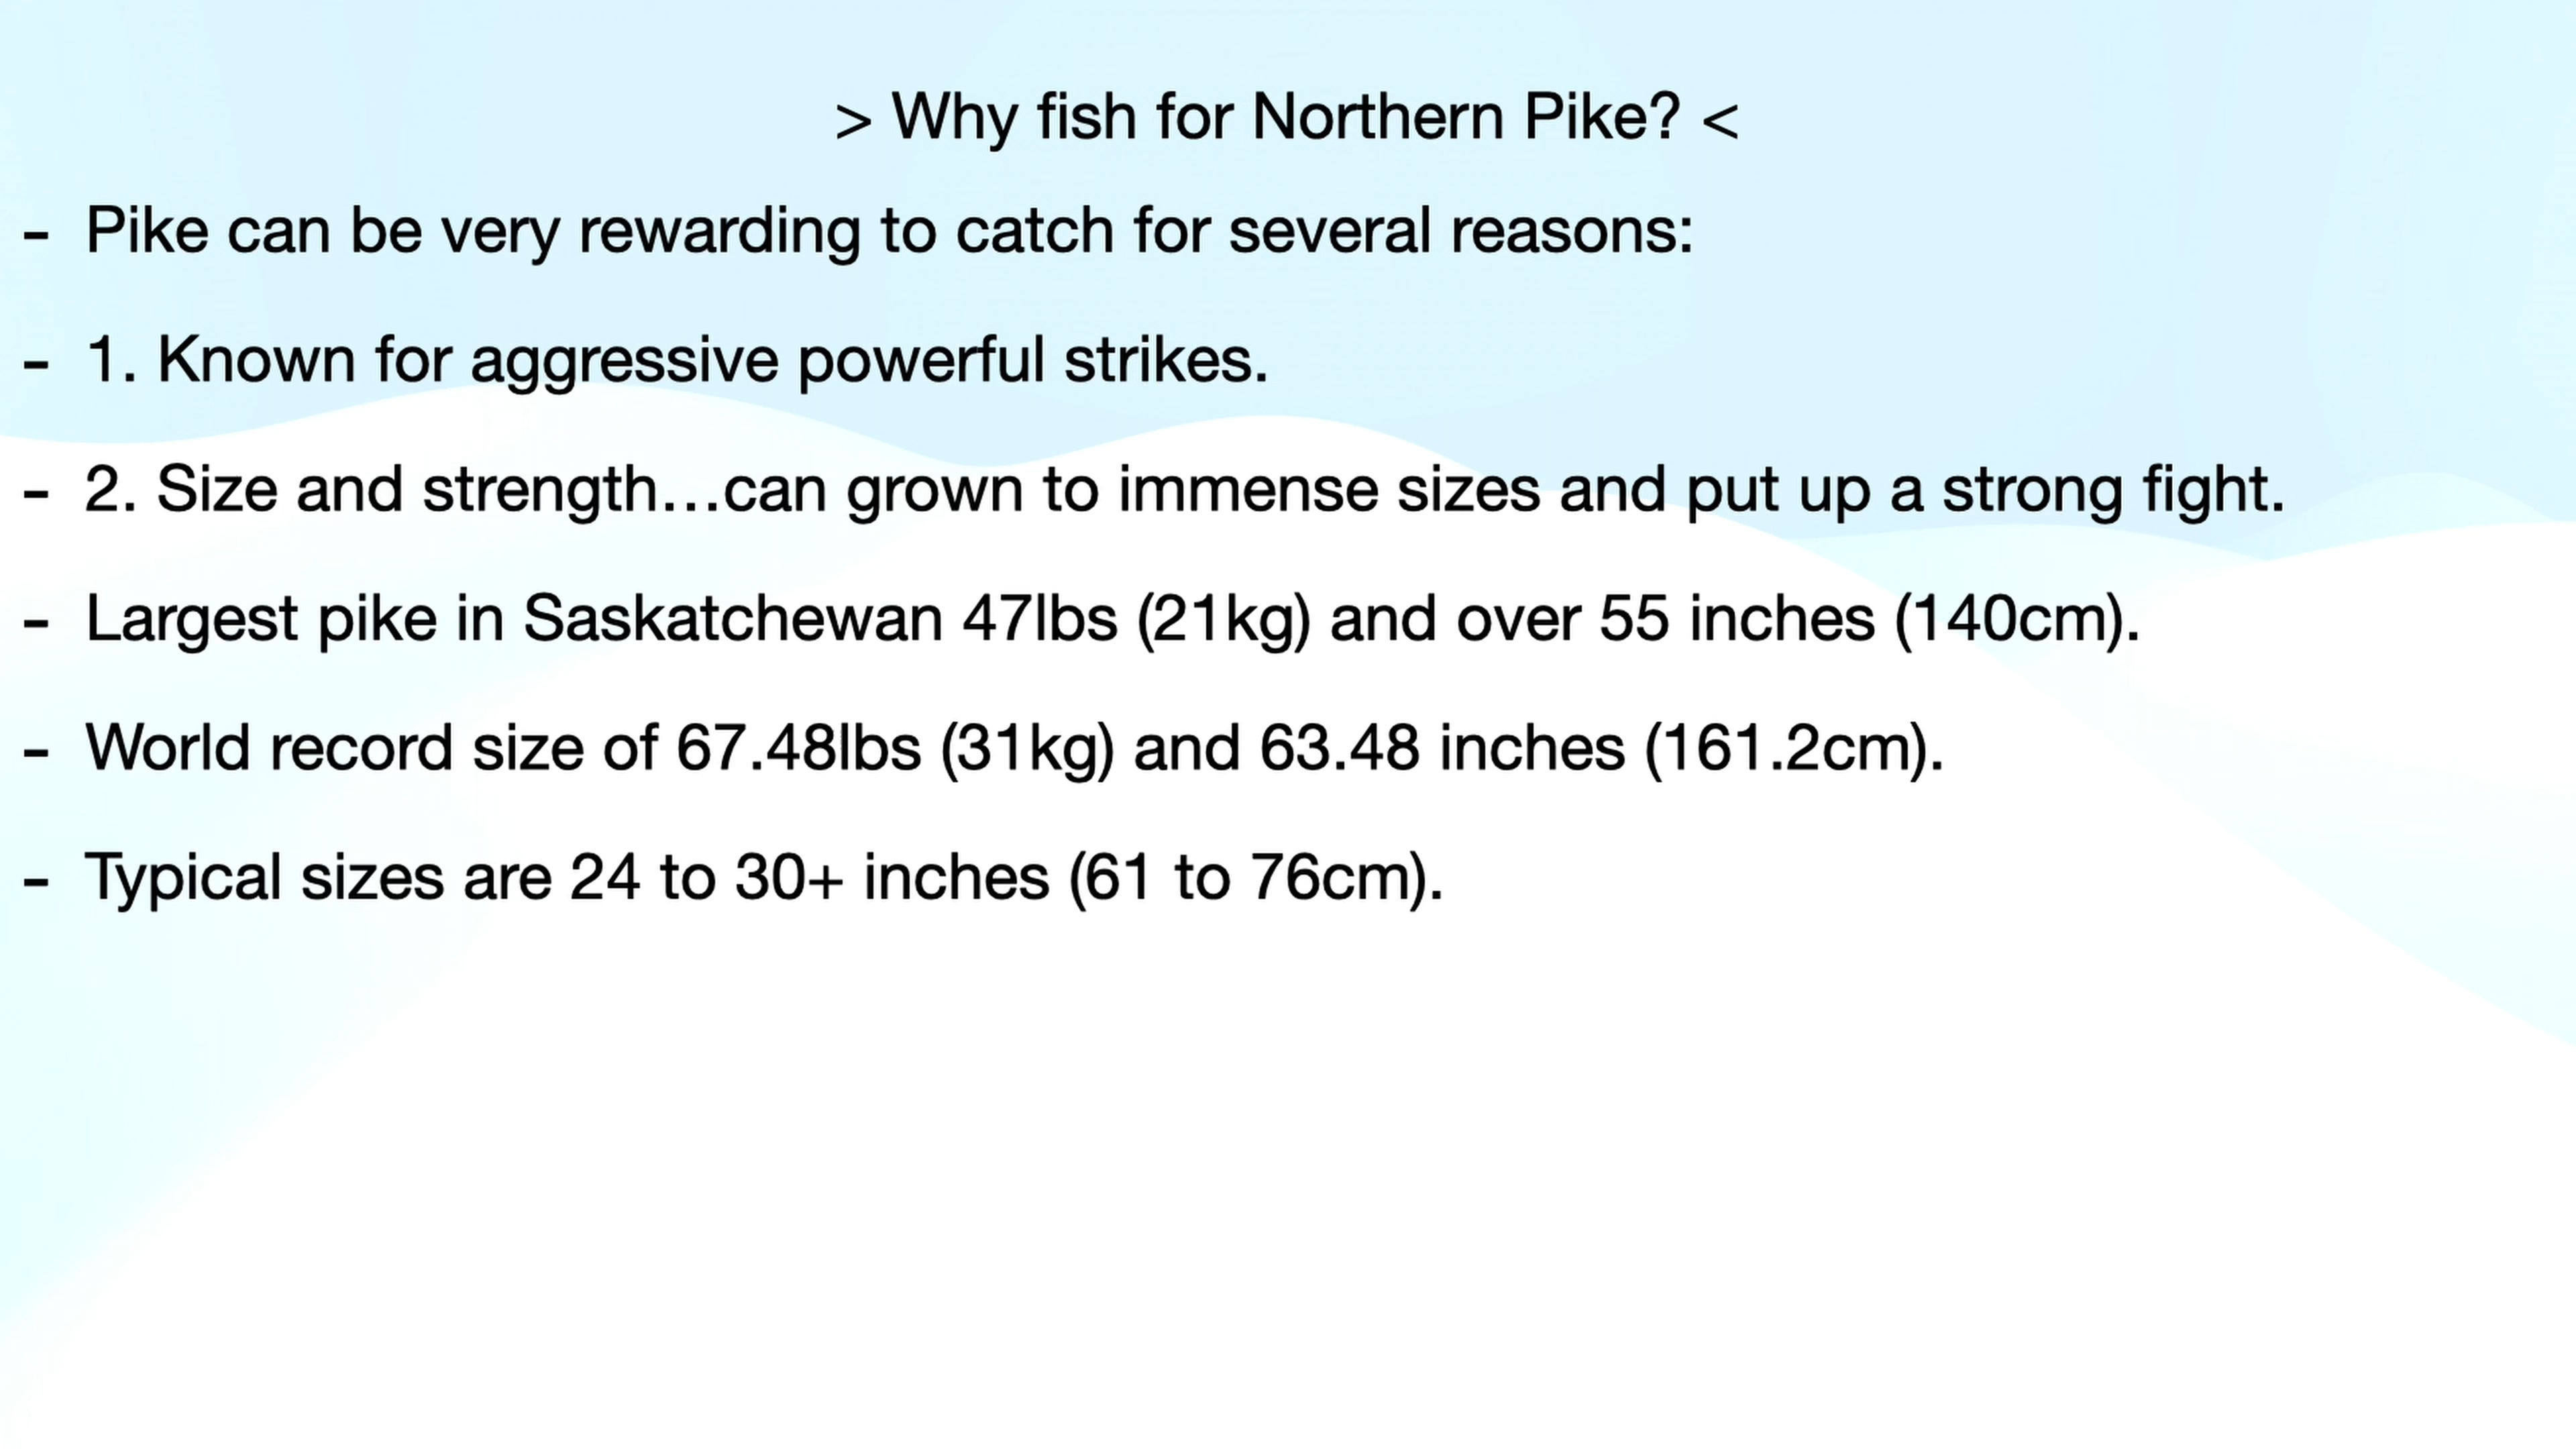 > Why fish for Northern Pike? <
- Pike can be very rewarding to catch for several reasons:
- 1. Known for aggressive powerful strikes.
- 2. Size and strength…can grown to immense sizes and put up a strong fight.
- Largest pike in Saskatchewan 47lbs (21kg) and over 55 inches (140cm).
- World record size of 67.48lbs (31kg) and 63.48 inches (161.2cm).
- Typical sizes are 24 to 30+ inches (61 to 76cm).